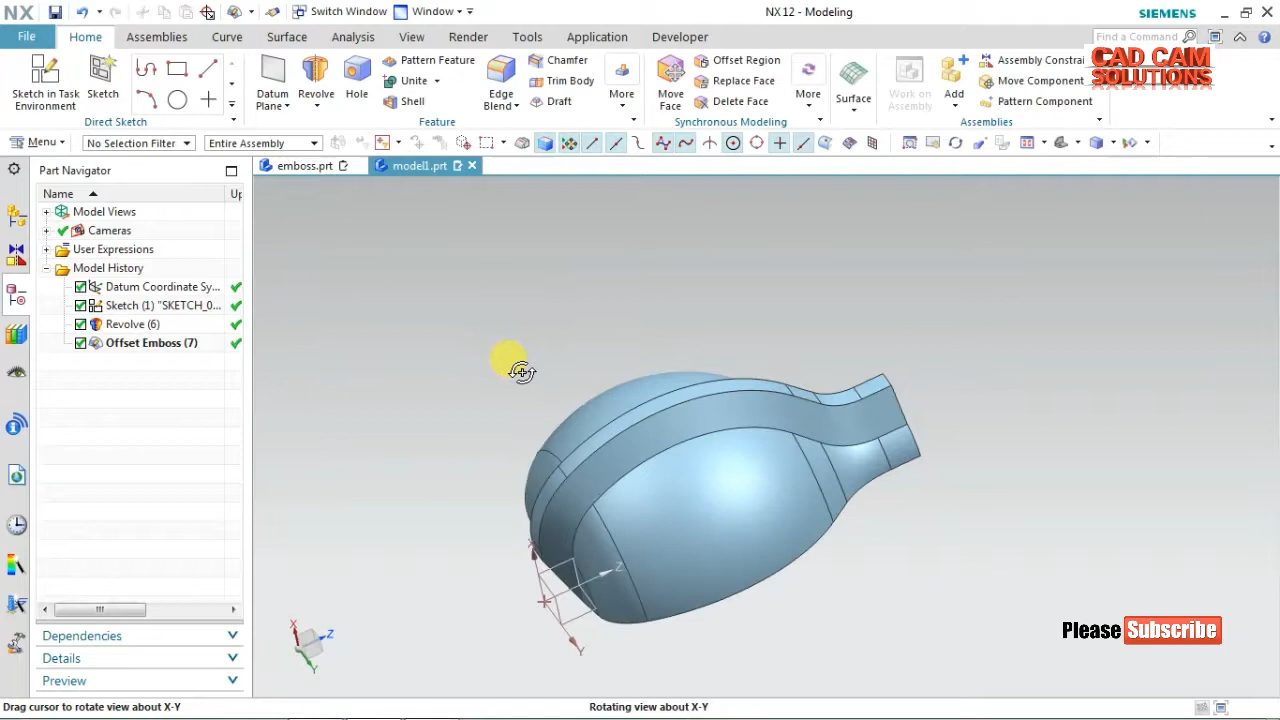 NX
Switch Window
Window
NX 12 - Modeling
SIEMENS
File
Home
Assemblies
Curve
Surface
Analysis
View
Render
Tools
Application
Developer
Find a Command
Sketch in Task Environment
Sketch
Direct Sketch
Datum Plane
Revolve
Hole
Pattern Feature
Unite
Shell
Edge Blend
Chamfer
Trim Body
Draft
More
Feature
Move Face
Offset Region
Replace Face
Delete Face
More
Synchronous Modeling
Surface
Work on Assembly
Add
Assembly Constrai
Move Component
Pattern Component
Assemblies
CAD CAM
SOLUTIONS
Menu
No Selection Filter
Entire Assembly
Part Navigator
emboss.prt
model1.prt
Name
Up
Model Views
Cameras
User Expressions
Model History
Datum Coordinate Sy...
Sketch (1) "SKETCH_0...
Revolve (6)
Offset Emboss (7)
Dependencies
Details
Preview
X
Z
Y
X
Z
Y
Please Subscribe
Drag cursor to rotate view about X-Y
Rotating view about X-Y